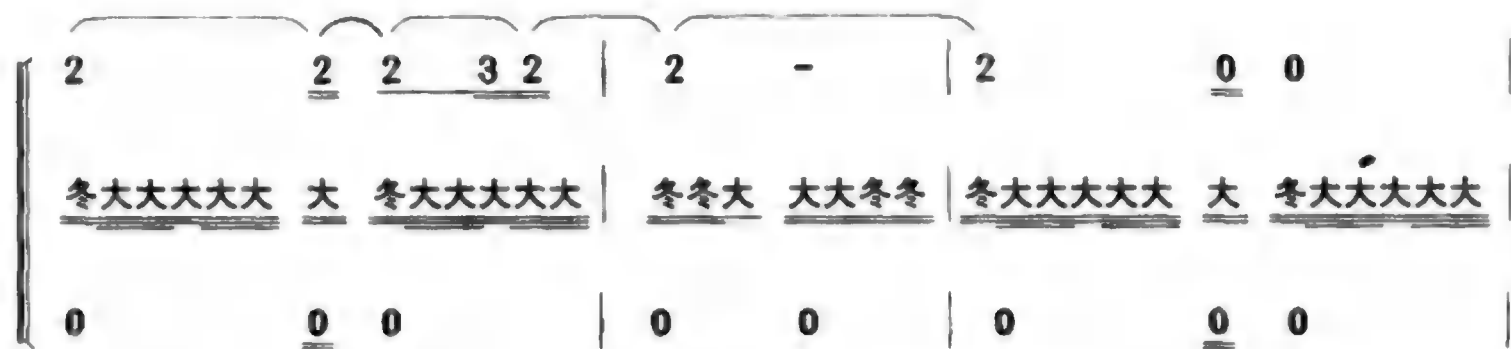 2 2 2 3 2 | 2 - | 2 0 0 |
冬大大大大大 大 冬大大大大大 | 冬冬大 大大冬冬 | 冬大大大大大 大 冬大大大大大
0 0 0 | 0 0 | 0 0 0 |